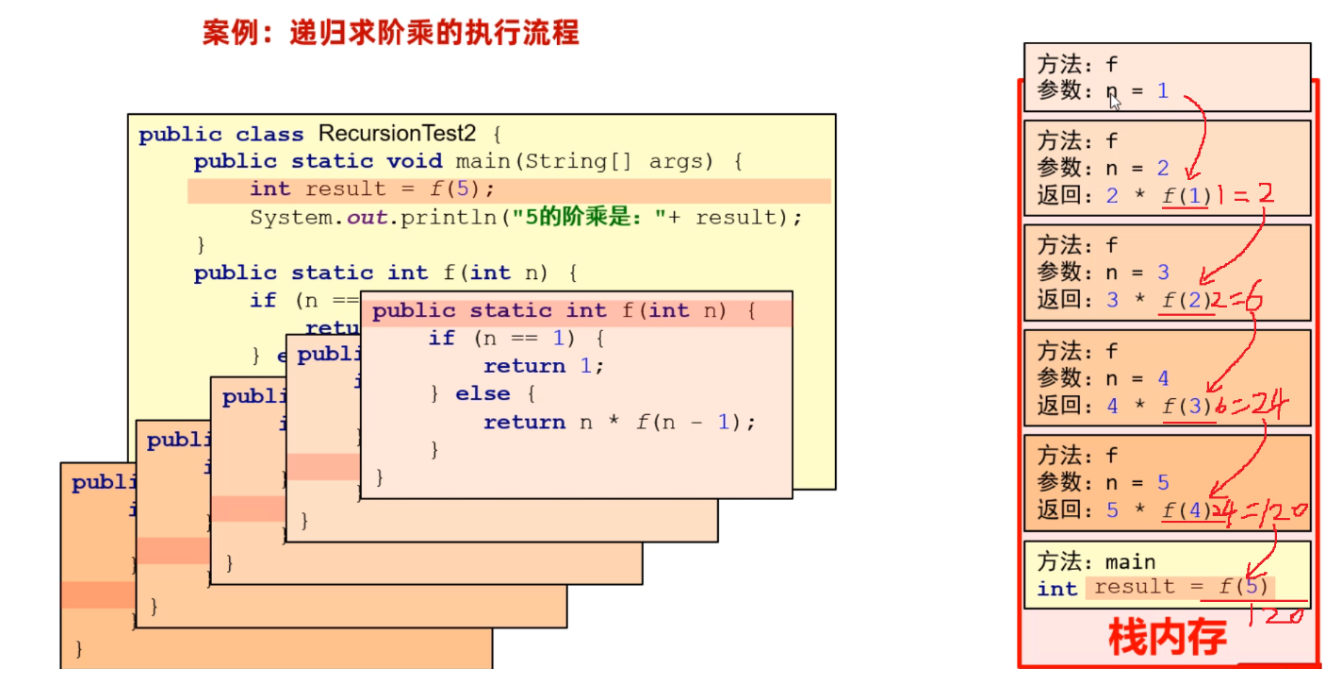 案例：递归求阶乘的执行流程
public class RecursionTest2 {
public static void main(String[] args) {
int result = f(5);
System.out.println("5的阶乘是："+ result);
}
public static int f(int n) {
if (n ==
retu
} e
public static int f(int n) {
if (n == 1) {
return 1;
} else {
return n * f(n - 1);
}
}
publi
i
}
}
publi
i
}
}
publi
i
}
}
publi
i
}
}
方法：f
参数：n = 1
方法：f
参数：n = 2
返回：2 * f(1) 1=2
方法：f
参数：n = 3
返回：3 * f(2) 2=6
方法：f
参数：n = 4
返回：4 * f(3) 6=24
方法：f
参数：n = 5
返回：5 * f(4) 24=120
方法：main
int result = f(5)
120
栈内存